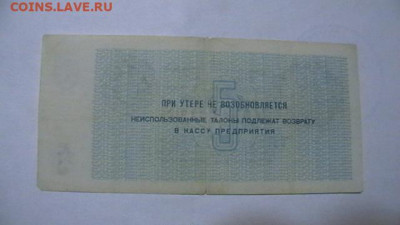 COINS.LAVE.RU
5
ПРИ УТЕРЕ НЕ ВОЗОБНОВЛЯЕТСЯ
НЕИСПОЛЬЗОВАННЫЕ ТАЛОНЫ ПОДЛЕЖАТ ВОЗВРАТУ
В КАССУ ПРЕДПРИЯТИЯ